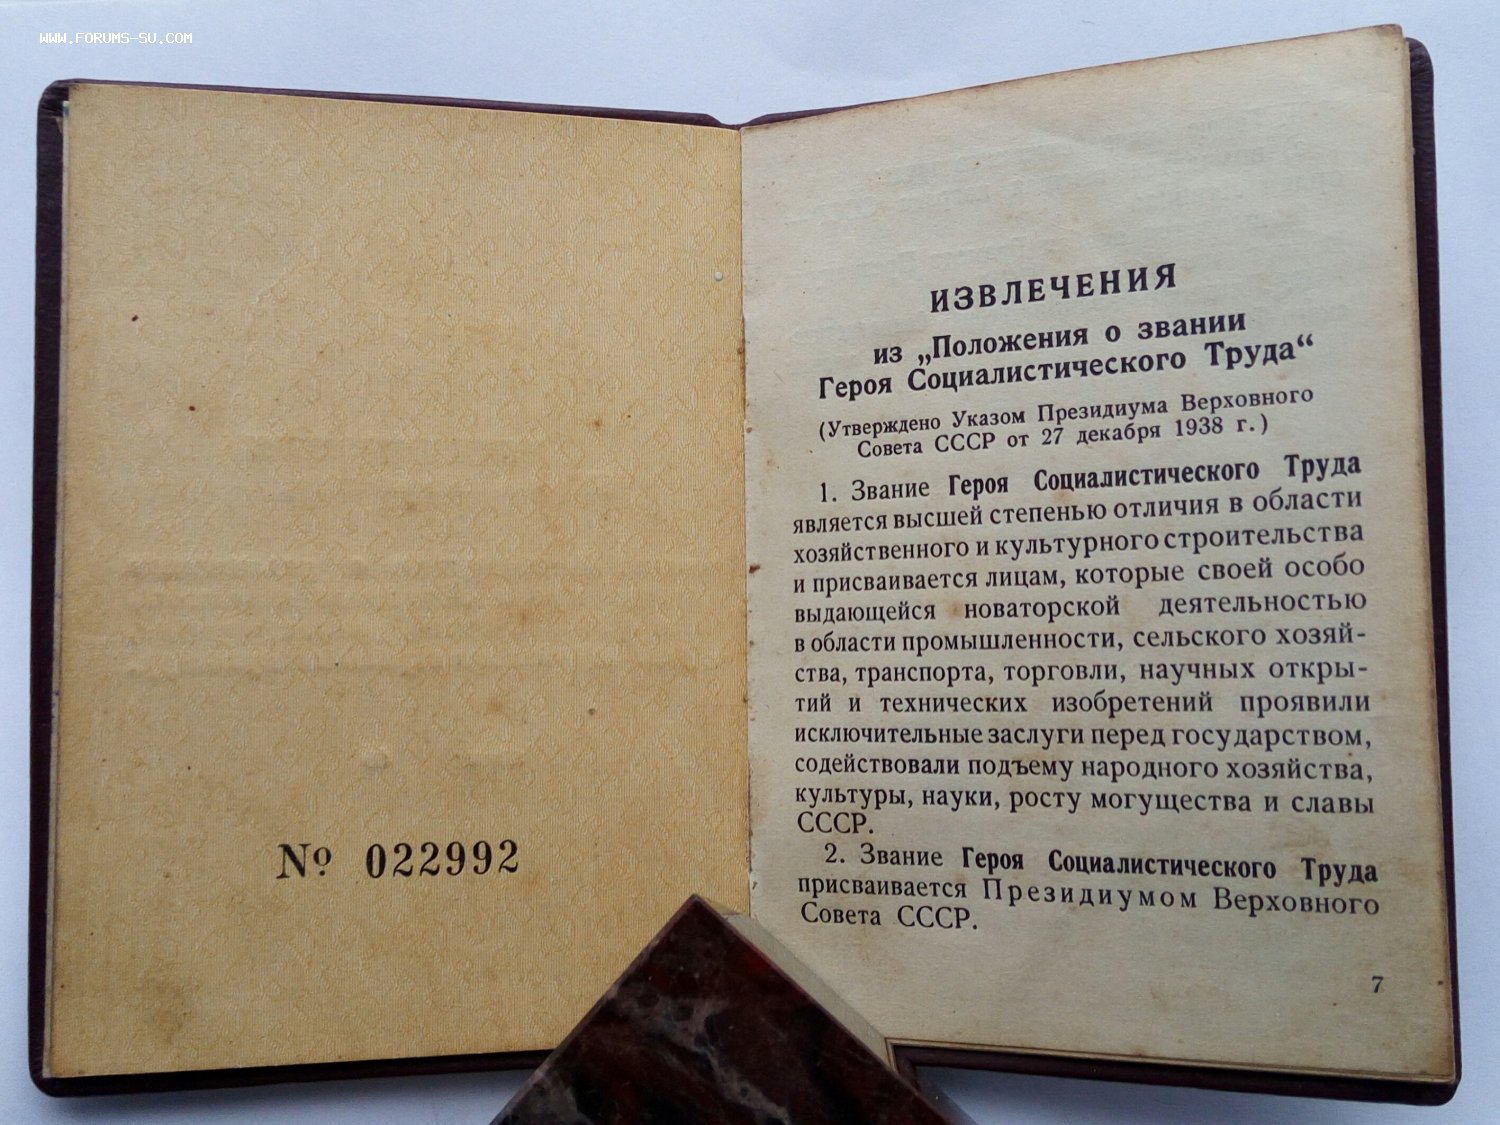 www.forums-su.com
№ 022992
ИЗВЛЕЧЕНИЯ
из „Положения о звании
Героя Социалистического Труда“
(Утверждено Указом Президиума Верховного
Совета СССР от 27 декабря 1938 г.)
1. Звание Героя Социалистического Труда
является высшей степенью отличия в области
хозяйственного и культурного строительства
и присваивается лицам, которые своей особо
выдающейся новаторской деятельностью
в области промышленности, сельского хозяй-
ства, транспорта, торговли, научных откры-
тий и технических изобретений проявили
исключительные заслуги перед государством,
содействовали подъему народного хозяйства,
культуры, науки, росту могущества и славы
СССР.
2. Звание Героя Социалистического Труда
присваивается Президиумом Верховного
Совета СССР.
7